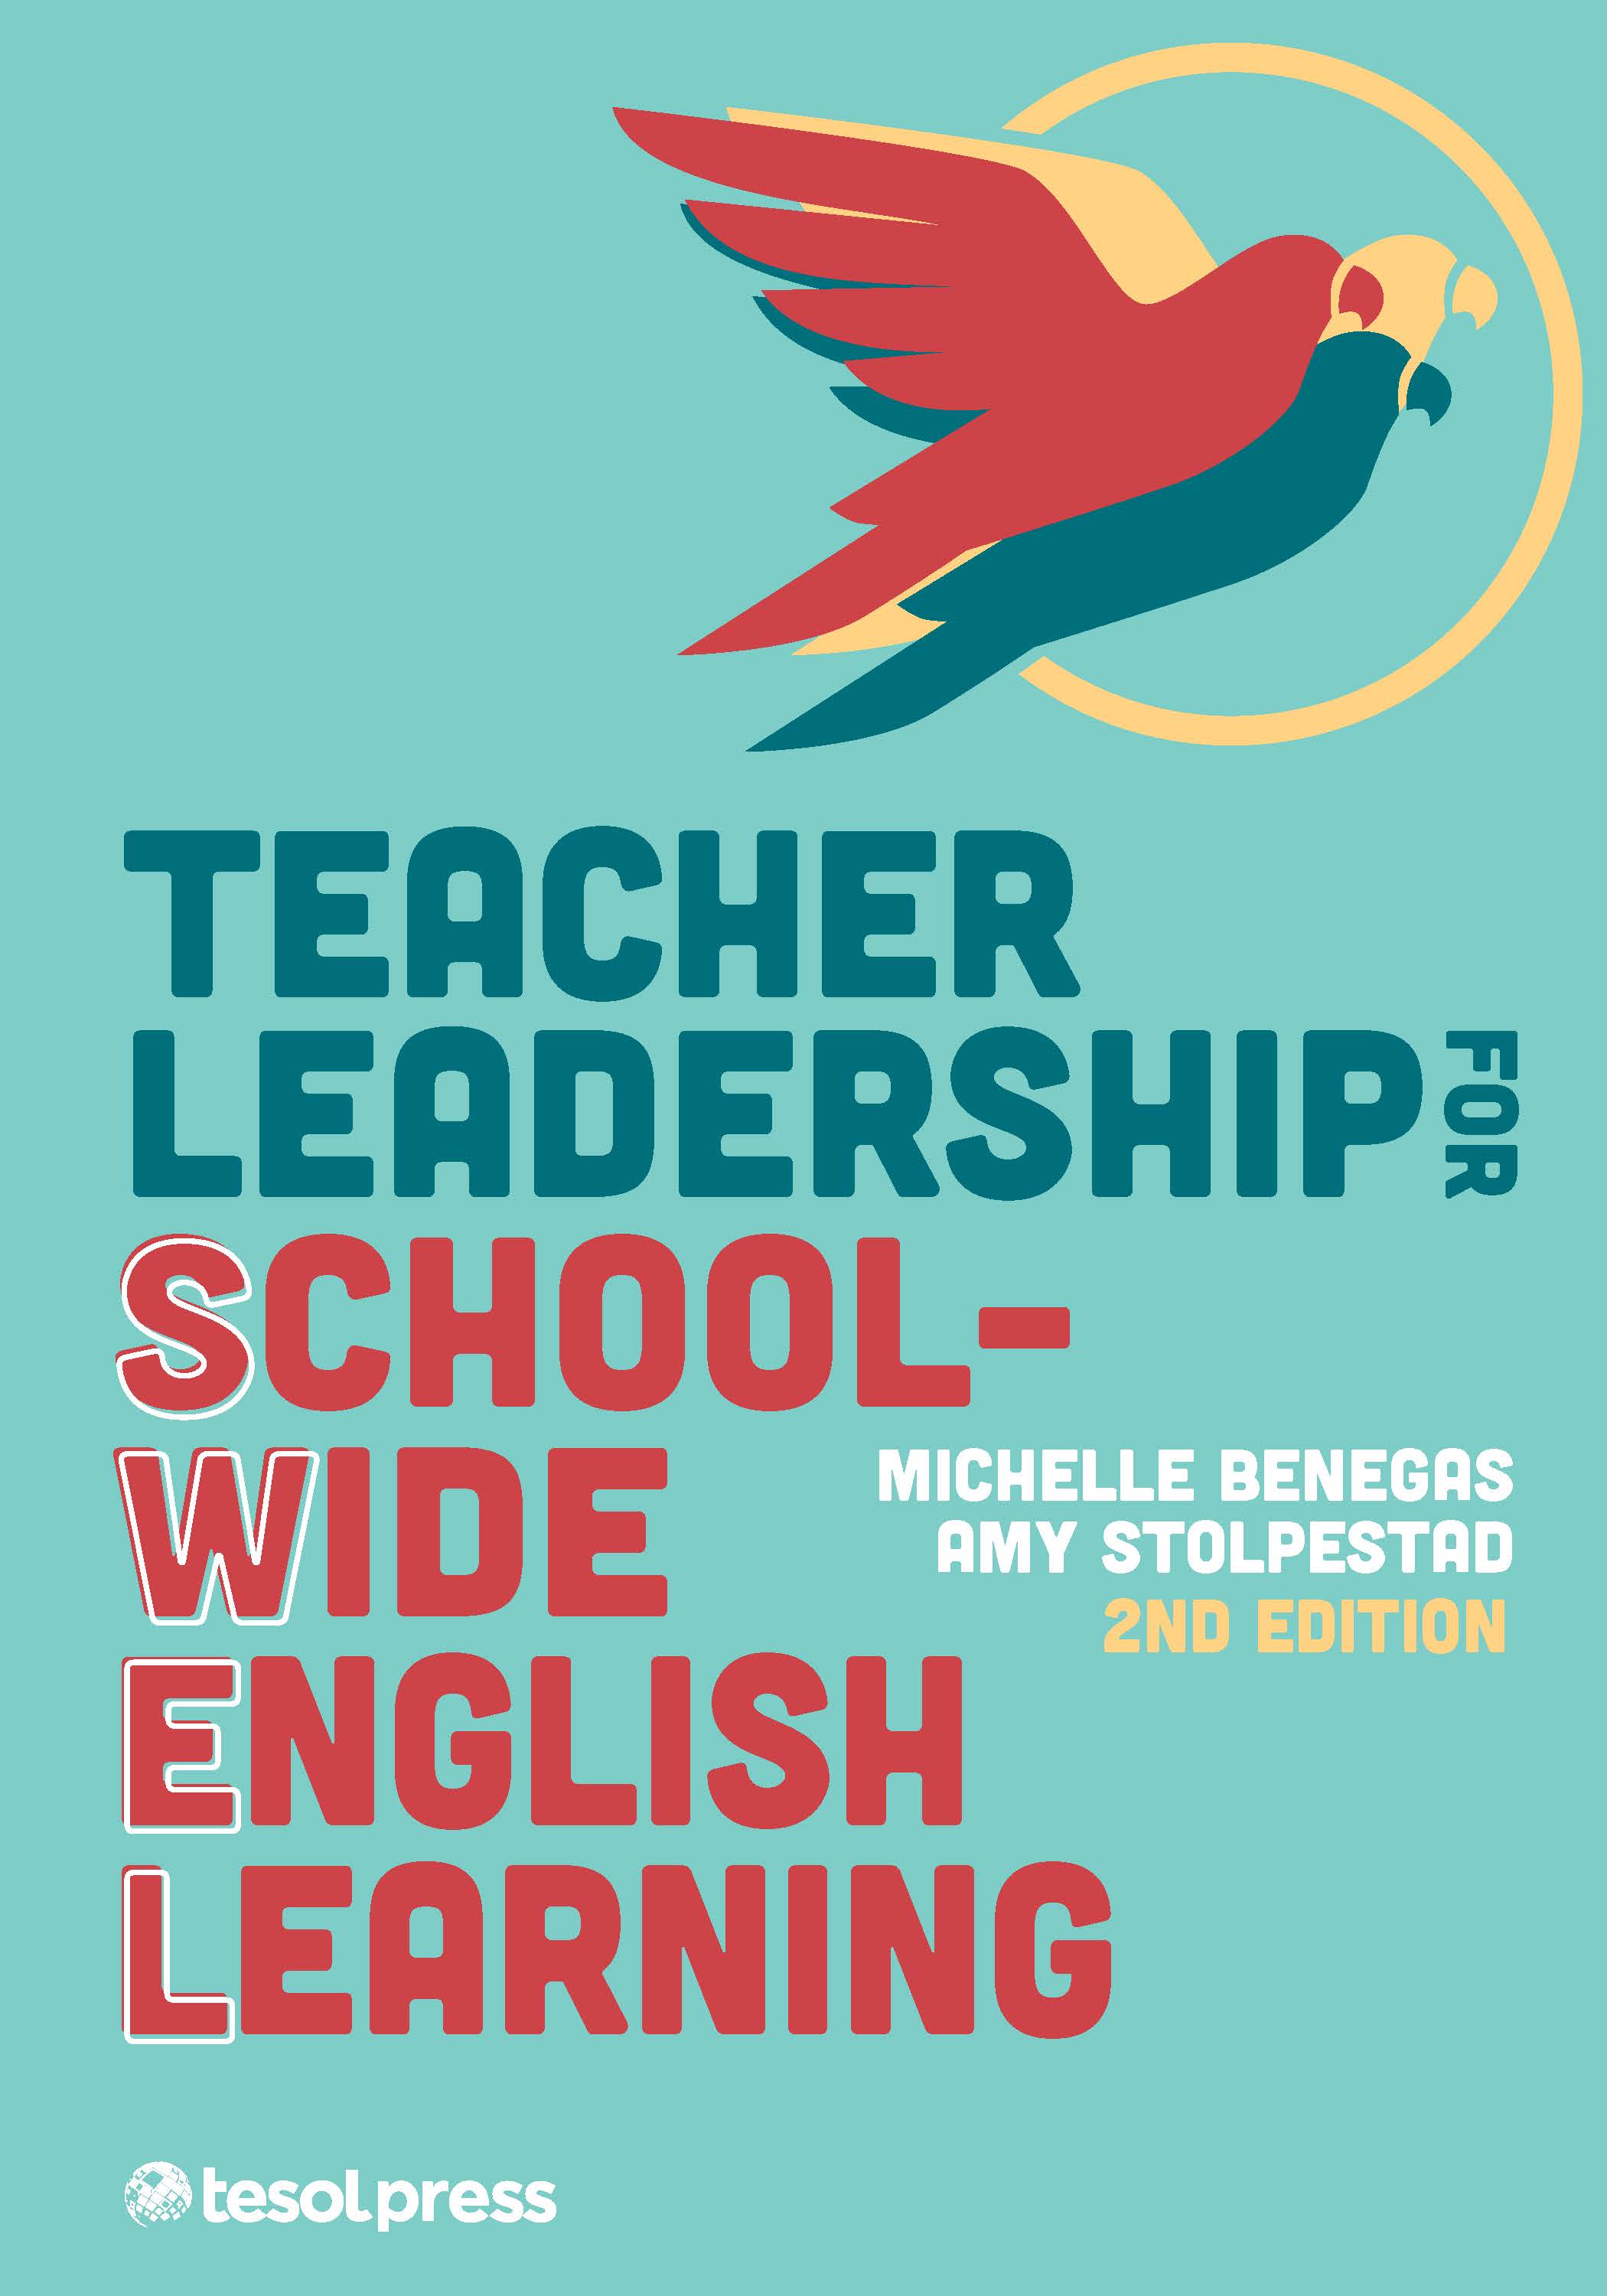 TEACHER
LEADERSHIP FOR
SCHOOL-
WIDE
ENGLISH
LEARNING
MICHELLE BENEGAS
AMY STOLPESTAD
2ND EDITION
tesolpress